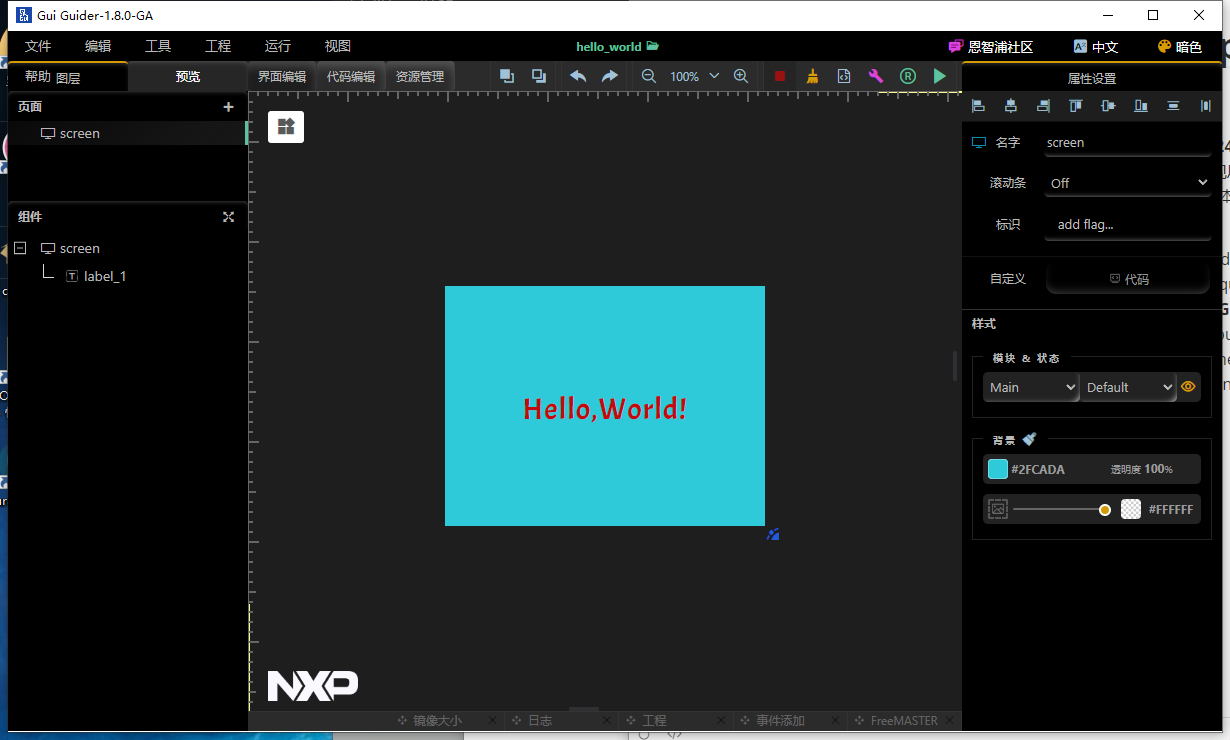 Gui Guider-1.8.0-GA
文件 编辑 工具 工程 运行 视图 hello_world 恩智浦社区 中文 暗色
帮助 图层 预览 界面编辑 代码编辑 资源管理 100% 属性设置
页面 +
screen
名字 screen
滚动条 Off
组件
标识 add flag...
screen
label_1
自定义 代码
样式
模块 & 状态
Main Default
Hello,World!
背景
#2FCADA 透明度 100%
#FFFFFF
NXP
镜像大小 日志 工程 事件添加 FreeMASTER